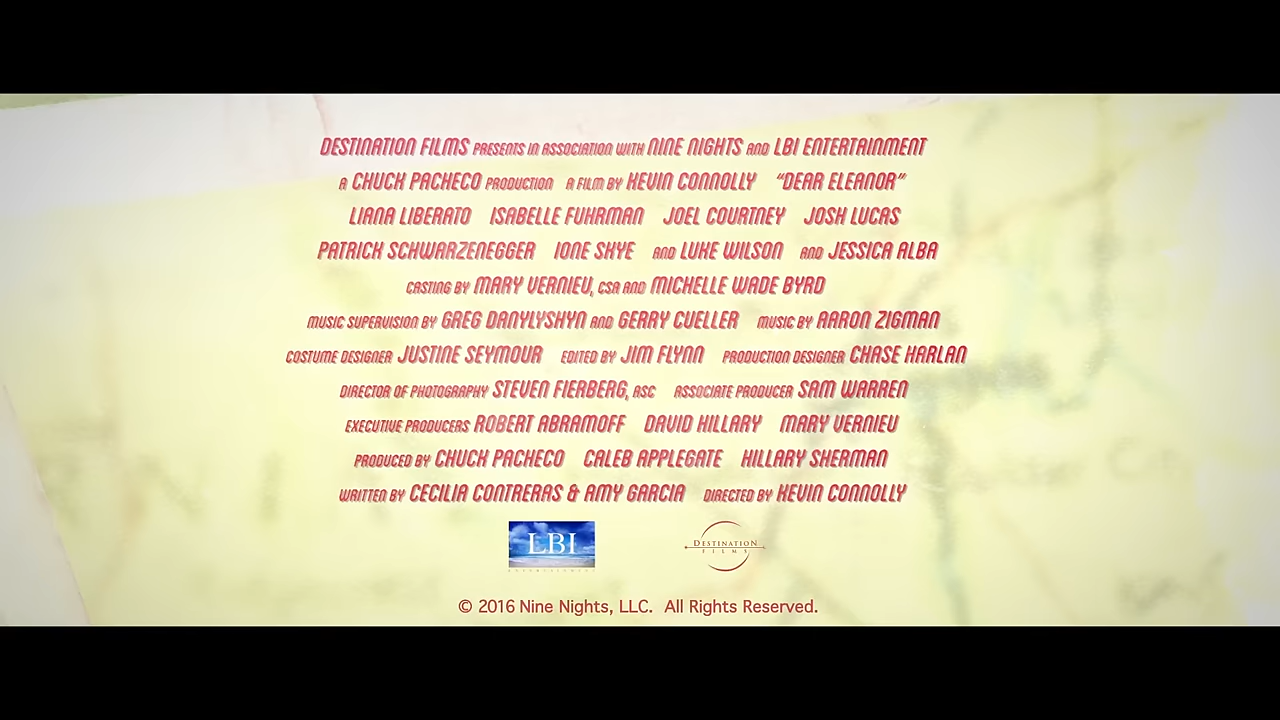 DESTINATION FILMS PRESENTS IN ASSOCIATION WITH NINE NIGHTS AND LBI ENTERTAINMENT
A CHUCK PACHECO PRODUCTION A FILM BY KEVIN CONNOLLY "DEAR ELEANOR"
LIANA LIBERATO ISABELLE FUHRMAN JOEL COURTNEY JOSH LUCAS
PATRICK SCHWARZENEGGER IONE SKYE AND LUKE WILSON AND JESSICA ALBA
CASTING BY MARY VERNIEU, CSA AND MICHELLE WADE BYRD
MUSIC SUPERVISION BY GREG DANYLYSHYN AND GERRY CUELLER MUSIC BY AARON ZIGMAN
COSTUME DESIGNER JUSTINE SEYMOUR EDITED BY JIM FLYNN PRODUCTION DESIGNER CHASE HARLAN
DIRECTOR OF PHOTOGRAPHY STEVEN FIERBERG, ASC ASSOCIATE PRODUCER SAM WARREN
EXECUTIVE PRODUCERS ROBERT ABRAMOFF DAVID HILLARY MARY VERNIEU
PRODUCED BY CHUCK PACHECO CALEB APPLEGATE HILLARY SHERMAN
WRITTEN BY CECILIA CONTRERAS & AMY GARCIA DIRECTED BY KEVIN CONNOLLY
LBI
ENTERTAINMENT
DESTINATION
FILMS
© 2016 Nine Nights, LLC. All Rights Reserved.